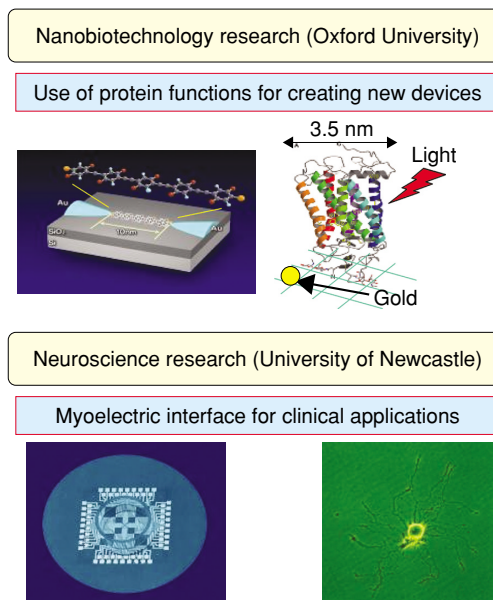 Nanobiotechnology research (Oxford University)
Use of protein functions for creating new devices
3.5 nm
Light
Au
10nm
Au
SiO₂
Si
Gold
Neuroscience research (University of Newcastle)
Myoelectric interface for clinical applications